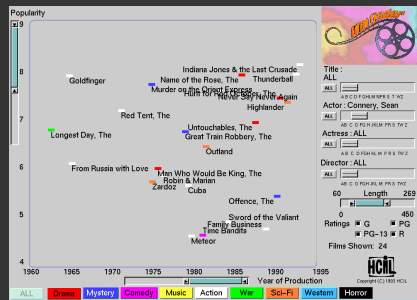 Popularity
9
8
7
6
5
4
1960
1965
1970
1975
1980
1985
1990
1995
Year of Production
Indiana Jones & the Last Crusade
Goldfinger
Name of the Rose, The
Thunderball
Murder on the Orient Express
Hunt for Red October, The
Never Say Never Again
Highlander
Red Tent, The
Longest Day, The
Untouchables, The
Great Train Robbery, The
Outland
From Russia with Love
Man Who Would Be King, The
Robin & Marian
Zardoz
Cuba
Offence, The
Sword of the Valiant
Family Business
Time Bandits
Meteor
ALL
Drama
Mystery
Comedy
Music
Action
War
Sci-Fi
Western
Horror
Title :
ALL
ALL
Actor : Connery, Sean
ALL
Actress : ALL
ALL
Director : ALL
ALL
60 Length 269
0 450
Ratings G PG
PG-13 R
Films Shown: 24
HCIL
Copyright (C) 1993 HCIL